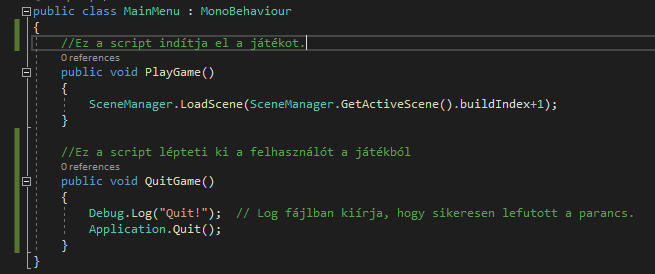 public class MainMenu : MonoBehaviour
{
//Ez a script indítja el a játékot.
0 references
public void PlayGame()
{
SceneManager.LoadScene(SceneManager.GetActiveScene().buildIndex+1);
}
//Ez a script lépteti ki a felhasználót a játékból
0 references
public void QuitGame()
{
Debug.Log("Quit!");  // Log fájlban kiírja, hogy sikeresen lefutott a parancs.
Application.Quit();
}
}